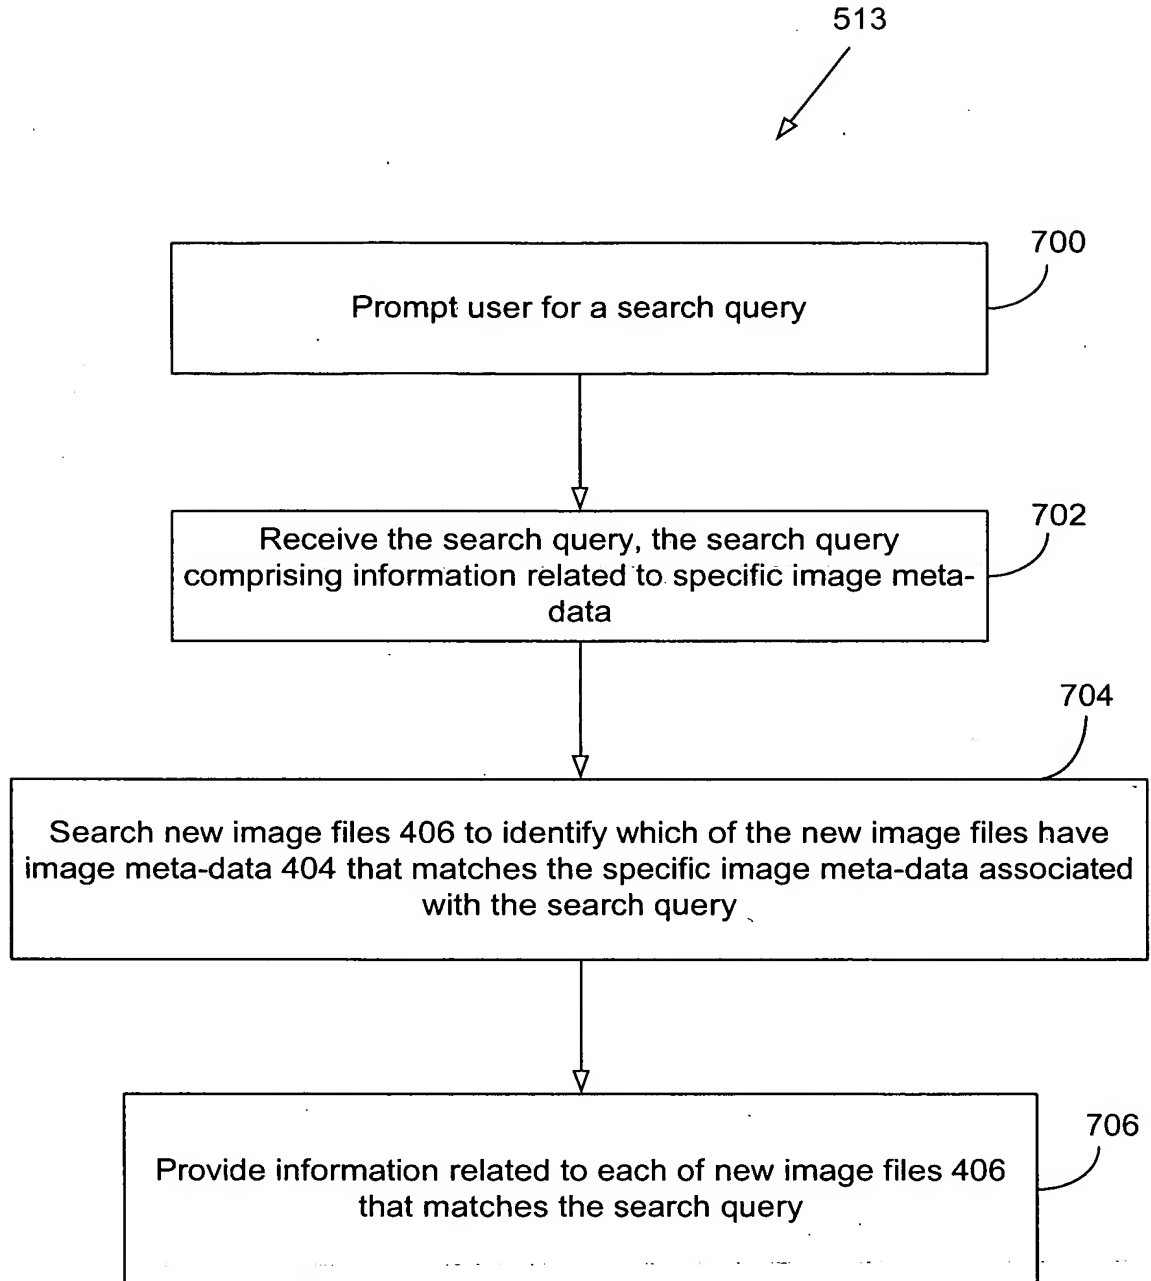 513
700
Prompt user for a search query
702
Receive the search query, the search query
comprising information related to specific image meta-
data
704
Search new image files 406 to identify which of the new image files have
image meta-data 404 that matches the specific image meta-data associated
with the search query
706
Provide information related to each of new image files 406
that matches the search query